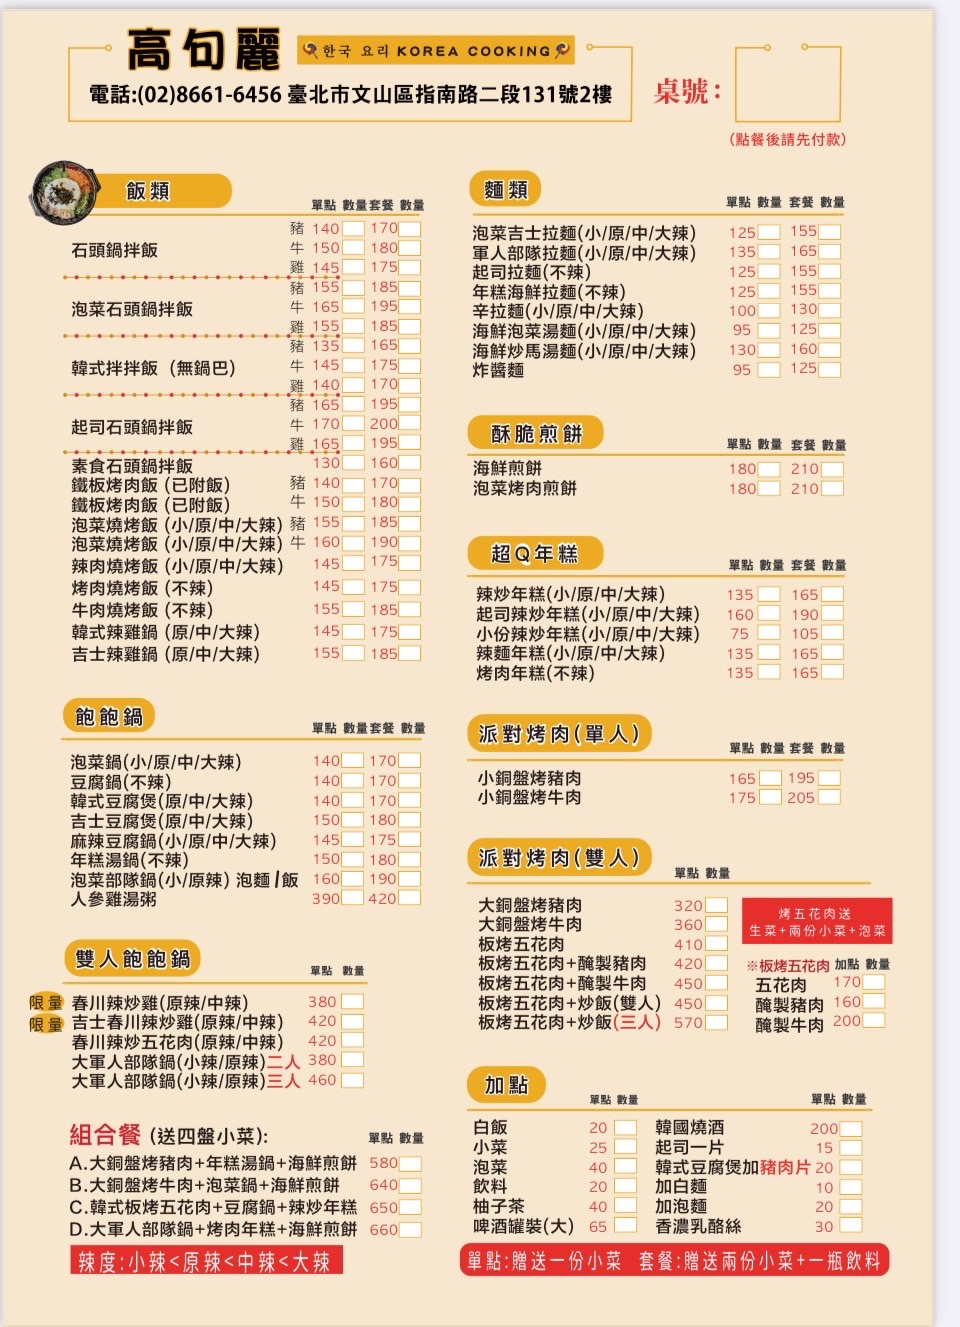 高句麗 한국 요리 KOREA COOKING
電話:(02)8661-6456 臺北市文山區指南路二段131號2樓
桌號:
(點餐後請先付款)
飯類
單點 數量 套餐 數量
石頭鍋拌飯
豬 140 170
牛 150 180
雞 145 175
泡菜石頭鍋拌飯
豬 155 185
牛 165 195
雞 155 185
韓式拌拌飯 (無鍋巴)
豬 135 165
牛 145 175
雞 140 170
起司石頭鍋拌飯
豬 165 195
牛 170 200
雞 165 195
素食石頭鍋拌飯 130 160
鐵板烤肉飯 (已附飯) 豬 140 170
鐵板烤肉飯 (已附飯) 牛 150 180
泡菜燒烤飯 (小/原/中/大辣) 豬 155 185
泡菜燒烤飯 (小/原/中/大辣) 牛 160 190
辣肉燒烤飯 (小/原/中/大辣) 145 175
烤肉燒烤飯 (不辣) 145 175
牛肉燒烤飯 (不辣) 155 185
韓式辣雞鍋 (原/中/大辣) 145 175
吉士辣雞鍋 (原/中/大辣) 155 185
飽飽鍋
單點 數量 套餐 數量
泡菜鍋(小/原/中/大辣) 140 170
豆腐鍋(不辣) 140 170
韓式豆腐煲(原/中/大辣) 140 170
吉士豆腐煲(原/中/大辣) 150 180
麻辣豆腐鍋(小/原/中/大辣) 145 175
年糕湯鍋(不辣) 150 180
泡菜部隊鍋(小/原辣) 泡麵/飯 160 190
人參雞湯粥 390 420
雙人飽飽鍋
單點 數量
限量 春川辣炒雞(原辣/中辣) 380
限量 吉士春川辣炒雞(原辣/中辣) 420
春川辣炒五花肉(原辣/中辣) 420
大軍人部隊鍋(小辣/原辣)二人 380
大軍人部隊鍋(小辣/原辣)三人 460
組合餐 (送四盤小菜):
單點 數量
A.大銅盤烤豬肉+年糕湯鍋+海鮮煎餅 580
B.大銅盤烤牛肉+泡菜鍋+海鮮煎餅 640
C.韓式板烤五花肉+豆腐鍋+辣炒年糕 650
D.大軍人部隊鍋+烤肉年糕+海鮮煎餅 660
辣度:小辣<原辣<中辣<大辣
麵類
單點 數量 套餐 數量
泡菜吉士拉麵(小/原/中/大辣) 125 155
軍人部隊拉麵(小/原/中/大辣) 135 165
起司拉麵(不辣) 125 155
年糕海鮮拉麵(不辣) 125 155
辛拉麵(小/原/中/大辣) 100 130
海鮮泡菜湯麵(小/原/中/大辣) 95 125
海鮮炒馬湯麵(小/原/中/大辣) 130 160
炸醬麵 95 125
酥脆煎餅
單點 數量 套餐 數量
海鮮煎餅 180 210
泡菜烤肉煎餅 180 210
超Q年糕
單點 數量 套餐 數量
辣炒年糕(小/原/中/大辣) 135 165
起司辣炒年糕(小/原/中/大辣) 160 190
小份辣炒年糕(小/原/中/大辣) 75 105
辣麵年糕(小/原/中/大辣) 135 165
烤肉年糕(不辣) 135 165
派對烤肉(單人)
單點 數量 套餐 數量
小銅盤烤豬肉 165 195
小銅盤烤牛肉 175 205
派對烤肉(雙人)
單點 數量
大銅盤烤豬肉 320
大銅盤烤牛肉 360
板烤五花肉 410
板烤五花肉+醃製豬肉 420
板烤五花肉+醃製牛肉 450
板烤五花肉+炒飯(雙人) 450
板烤五花肉+炒飯(三人) 570
烤五花肉送
生菜+兩份小菜+泡菜
※板烤五花肉 加點 數量
五花肉 170
醃製豬肉 160
醃製牛肉 200
加點
單點 數量
白飯 20
小菜 25
泡菜 40
飲料 20
柚子茶 40
啤酒罐裝(大) 65
單點 數量
韓國燒酒 200
起司一片 15
韓式豆腐煲加豬肉片 20
加白麵 10
加泡麵 20
香濃乳酪絲 30
單點:贈送一份小菜 套餐:贈送兩份小菜+一瓶飲料